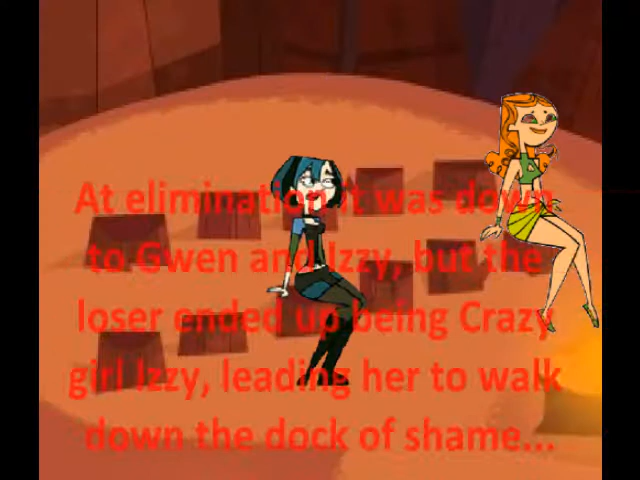 At elimination it was down
to Gwen and Izzy, but the
loser ended up being Crazy
girl Izzy, leading her to walk
down the dock of shame...